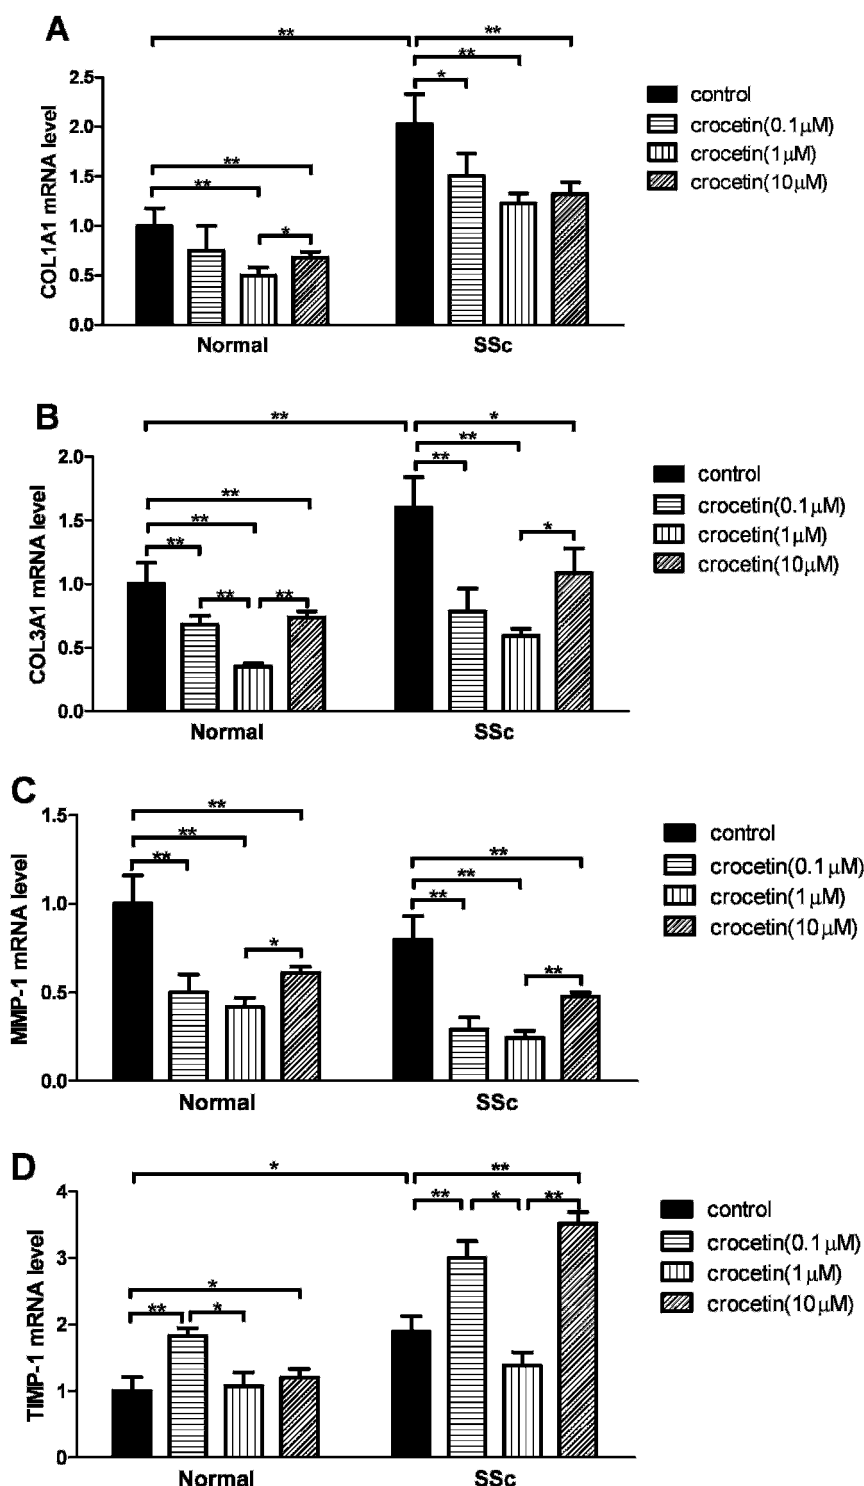 A
** **
**
*
2.5
2.0
1.5
1.0
0.5
0.0
COL1A1 mRNA level
**
**
*
Normal SSc
control
crocetin(0.1μM)
crocetin(1μM)
crocetin(10μM)
B
** *
**
**
2.0
1.5
1.0
0.5
0.0
COL3A1 mRNA level
**
**
**
** **
*
Normal SSc
control
crocetin(0.1μM)
crocetin(1μM)
crocetin(10μM)
C
**
**
**
1.5
1.0
0.5
0.0
MMP-1 mRNA level
*
**
**
**
**
Normal SSc
control
crocetin(0.1μM)
crocetin(1μM)
crocetin(10μM)
D
* **
** * **
4
3
2
1
0
TIMP-1 mRNA level
*
** *
Normal SSc
control
crocetin(0.1μM)
crocetin(1μM)
crocetin(10μM)